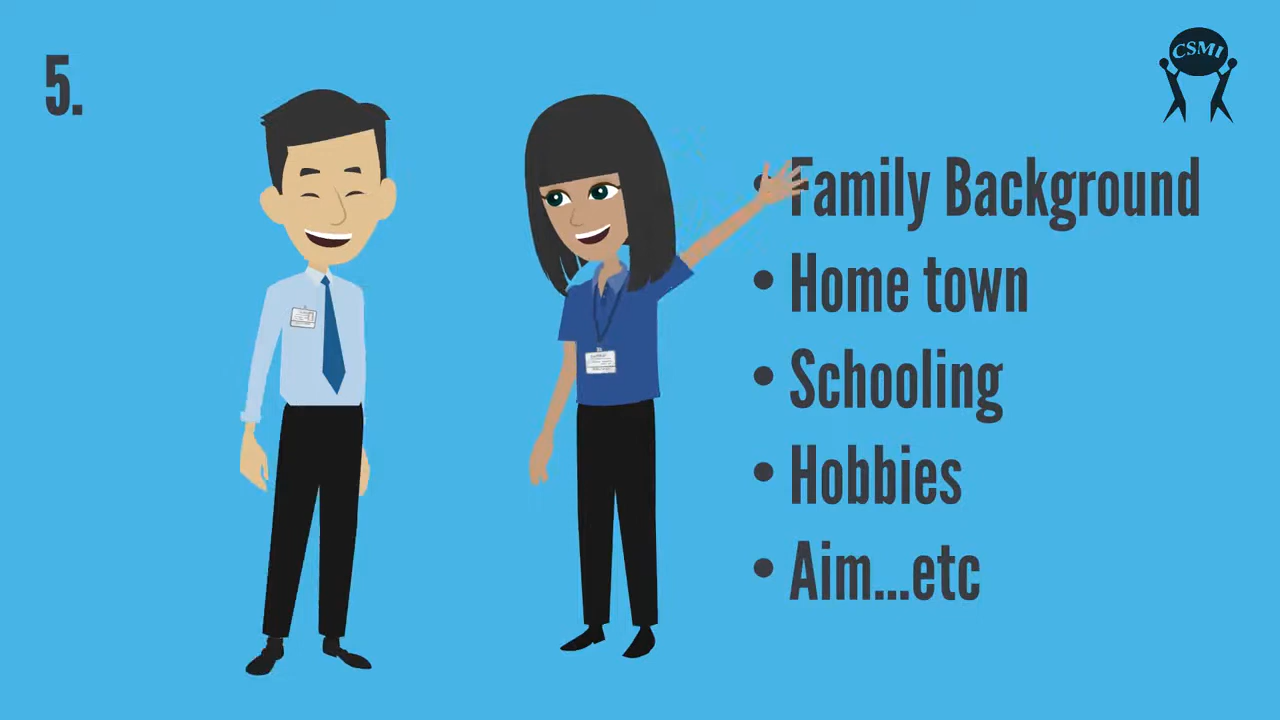 5.
CSMI
• Family Background
• Home town
• Schooling
• Hobbies
• Aim...etc